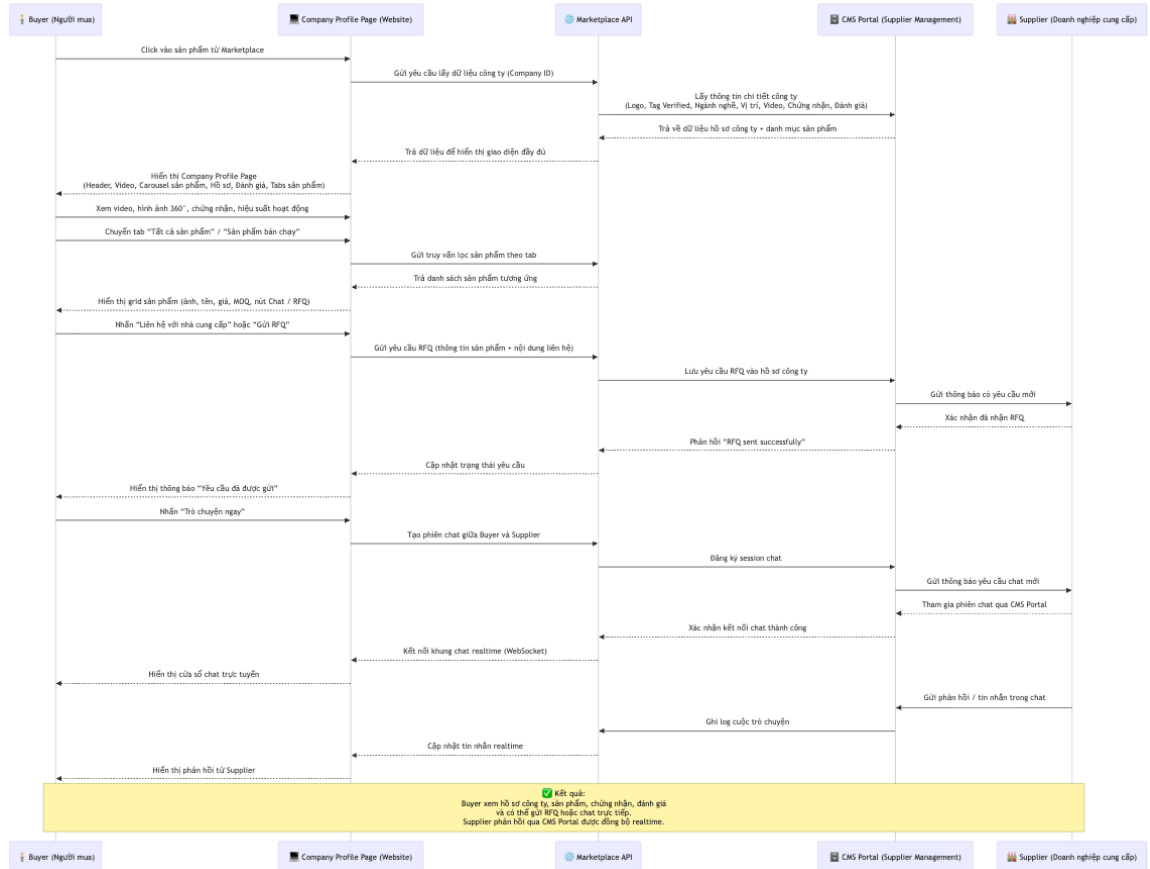 Buyer (Người mua)
Company Profile Page (Website)
Marketplace API
CMS Portal (Supplier Management)
Supplier (Doanh nghiệp cung cấp)
Click vào sản phẩm từ Marketplace
Gửi yêu cầu lấy dữ liệu công ty (Company ID)
Lấy thông tin chi tiết công ty
(Logo, Tag Verified, Ngành nghề, Vị trí, Video, Chứng nhận, Đánh giá)
Trả về dữ liệu hồ sơ công ty + danh mục sản phẩm
Trả dữ liệu để hiển thị giao diện đầy đủ
Hiển thị Company Profile Page
(Header, Video, Carousel sản phẩm, Hồ sơ, Đánh giá, Tabs sản phẩm)
Xem video, hình ảnh 360°, chứng nhận, hiệu suất hoạt động
Chuyển tab “Tất cả sản phẩm” / “Sản phẩm bán chạy”
Gửi truy vấn lọc sản phẩm theo tab
Trả danh sách sản phẩm tương ứng
Hiển thị grid sản phẩm (ảnh, tên, giá, MOQ, nút Chat / RFQ)
Nhấn “Liên hệ với nhà cung cấp” hoặc “Gửi RFQ”
Gửi yêu cầu RFQ (thông tin sản phẩm + nội dung liên hệ)
Lưu yêu cầu RFQ vào hồ sơ công ty
Gửi thông báo có yêu cầu mới
Xác nhận đã nhận RFQ
Phản hồi “RFQ sent successfully”
Cập nhật trạng thái yêu cầu
Hiển thị thông báo “Yêu cầu đã được gửi”
Nhấn “Trò chuyện ngay”
Tạo phiên chat giữa Buyer và Supplier
Đăng ký session chat
Gửi thông báo yêu cầu chat mới
Tham gia phiên chat qua CMS Portal
Xác nhận kết nối chat thành công
Kết nối khung chat realtime (WebSocket)
Hiển thị cửa sổ chat trực tuyến
Gửi phản hồi / tin nhắn trong chat
Ghi log cuộc trò chuyện
Cập nhật tin nhắn realtime
Hiển thị phản hồi từ Supplier
✅ Kết quả:
Buyer xem hồ sơ công ty, sản phẩm, chứng nhận, đánh giá
và có thể gửi RFQ hoặc chat trực tiếp.
Supplier phản hồi qua CMS Portal được đồng bộ realtime.
Buyer (Người mua)
Company Profile Page (Website)
Marketplace API
CMS Portal (Supplier Management)
Supplier (Doanh nghiệp cung cấp)